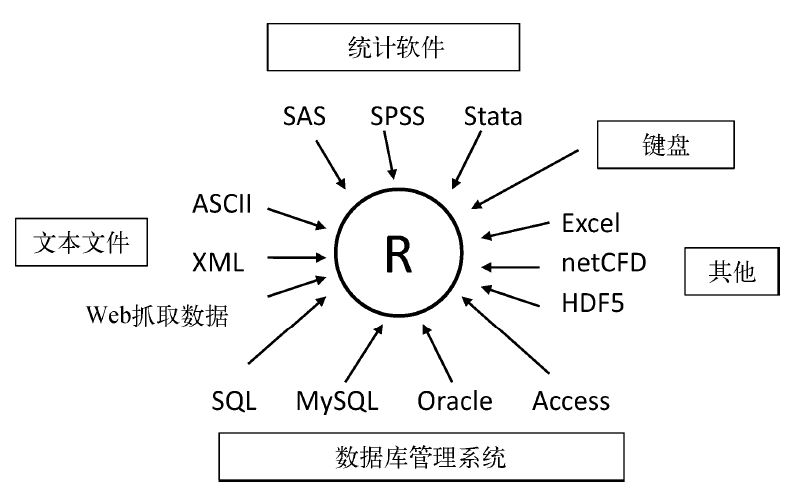 统计软件
SAS
SPSS
Stata
键盘
ASCII
XML
Web抓取数据
文本文件
R
Excel
netCFD
HDF5
其他
SQL
MySQL
Oracle
Access
数据库管理系统